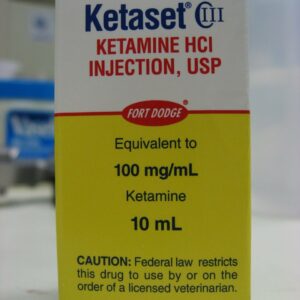 Ketaset® CIII
KETAMINE HCl
INJECTION, USP
FORT DODGE®
Equivalent to
100 mg/mL
Ketamine
10 mL
CAUTION: Federal law restricts
this drug to use by or on the
order of a licensed veterinarian.